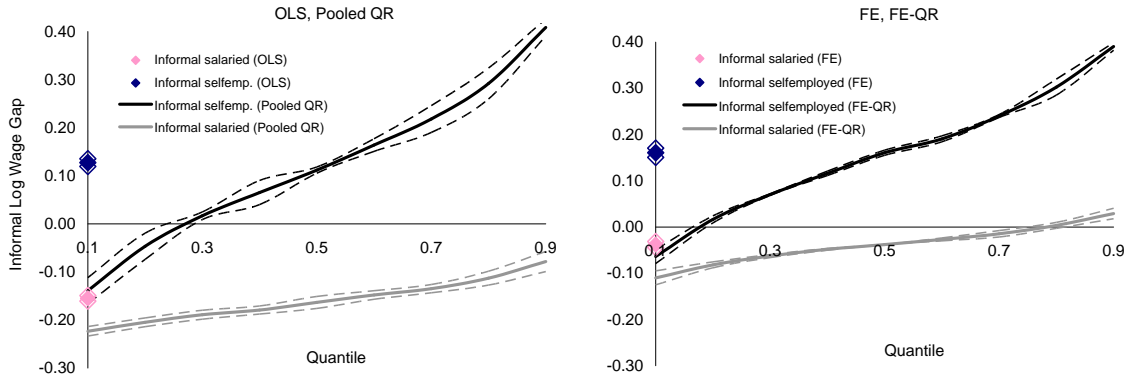 OLS, Pooled QR
Informal Log Wage Gap
0.40
0.30
0.20
0.10
0.00
-0.10
-0.20
-0.30
Informal salaried (OLS)
Informal selfemp. (OLS)
Informal selfemp. (Pooled QR)
Informal salaried (Pooled QR)
0.1
0.3
0.5
0.7
0.9
Quantile
FE, FE-QR
0.40
0.30
0.20
0.10
0.00
-0.10
-0.20
-0.30
Informal salaried (FE)
Informal selfemployed (FE)
Informal selfemployed (FE-QR)
Informal salaried (FE-QR)
0.1
0.3
0.5
0.7
0.9
Quantile